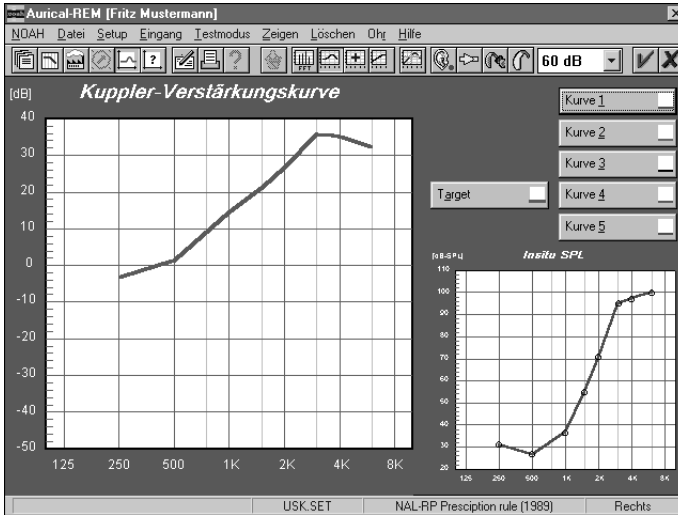 Aurical-REM [Fritz Mustermann]
NOAH Datei Setup Eingang Testmodus Zeigen Löschen Ohr Hilfe
FFT 60 dB
[dB] Kuppler-Verstärkungskurve
Kurve 1
Kurve 2
Kurve 3
Target Kurve 4
Kurve 5
40
30
20
10
0
-10
-20
-30
-40
-50
125 250 500 1K 2K 4K 8K
[dB-SPL] Insitu SPL
110
100
90
80
70
60
50
40
30
20
125 250 500 1K 2K 4K 8K
USK.SET NAL-RP Presciption rule (1989) Rechts